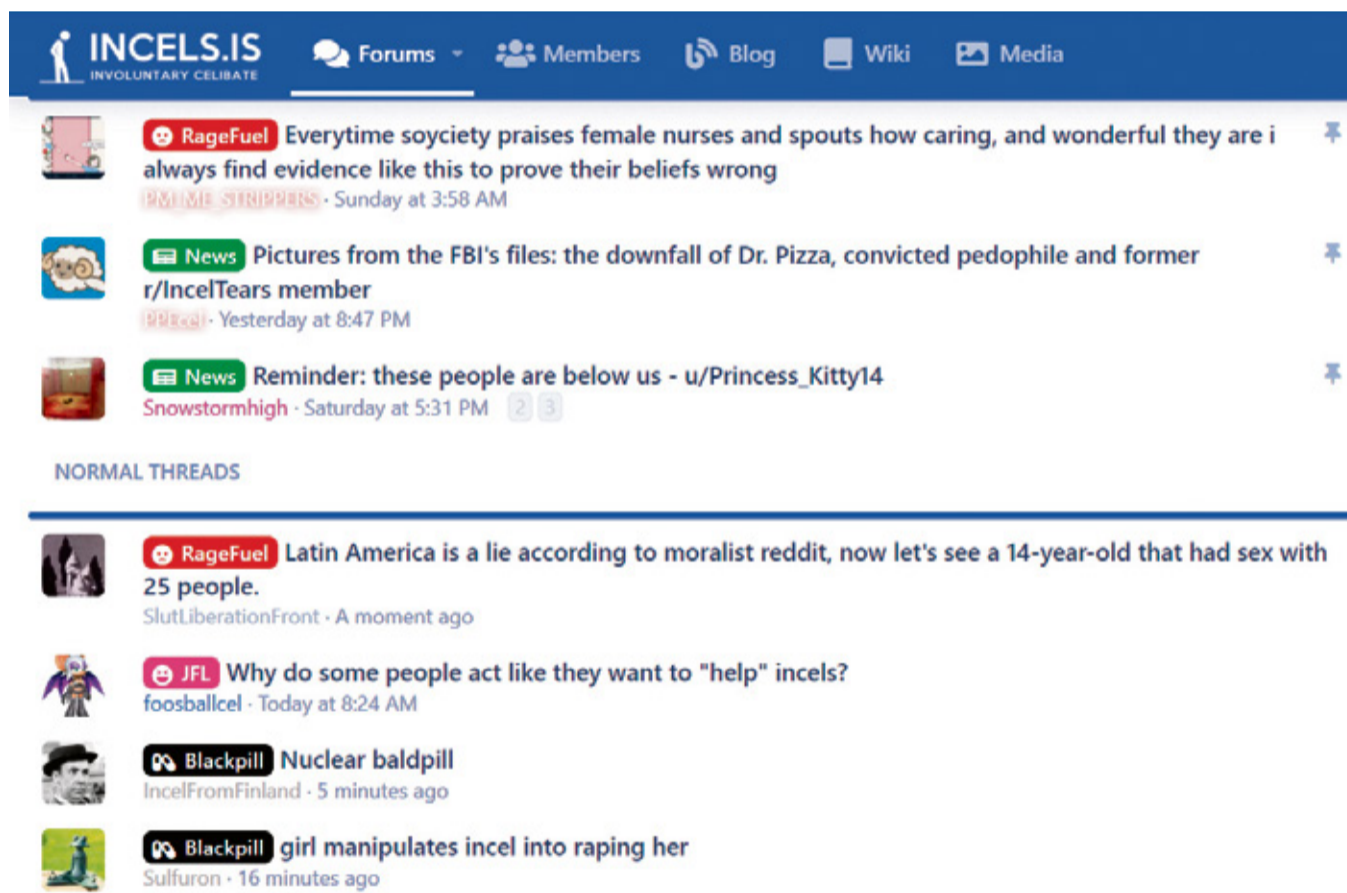 INCELS.IS
INVOLUNTARY CELIBATE
Forums
Members
Blog
Wiki
Media
RageFuel Everytime soyciety praises female nurses and spouts how caring, and wonderful they are i
always find evidence like this to prove their beliefs wrong
PM_ME_STRIPPERS · Sunday at 3:58 AM
News Pictures from the FBI's files: the downfall of Dr. Pizza, convicted pedophile and former
r/IncelTears member
PPEcel · Yesterday at 8:47 PM
News Reminder: these people are below us - u/Princess_Kitty14
Snowstormhigh · Saturday at 5:31 PM 2 3
NORMAL THREADS
RageFuel Latin America is a lie according to moralist reddit, now let's see a 14-year-old that had sex with
25 people.
SlutLiberationFront · A moment ago
JFL Why do some people act like they want to "help" incels?
foosballcel · Today at 8:24 AM
Blackpill Nuclear baldpill
IncelFromFinland · 5 minutes ago
Blackpill girl manipulates incel into raping her
Sulfuron · 16 minutes ago